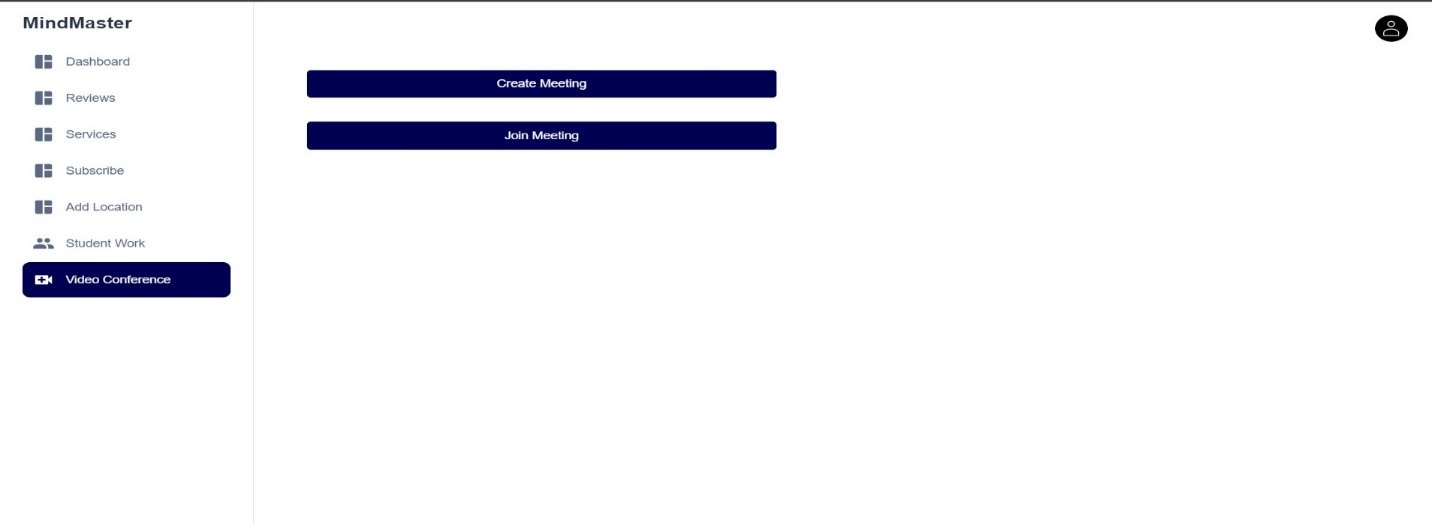 MindMaster
Dashboard
Reviews
Services
Subscribe
Add Location
Student Work
Video Conference
Create Meeting
Join Meeting